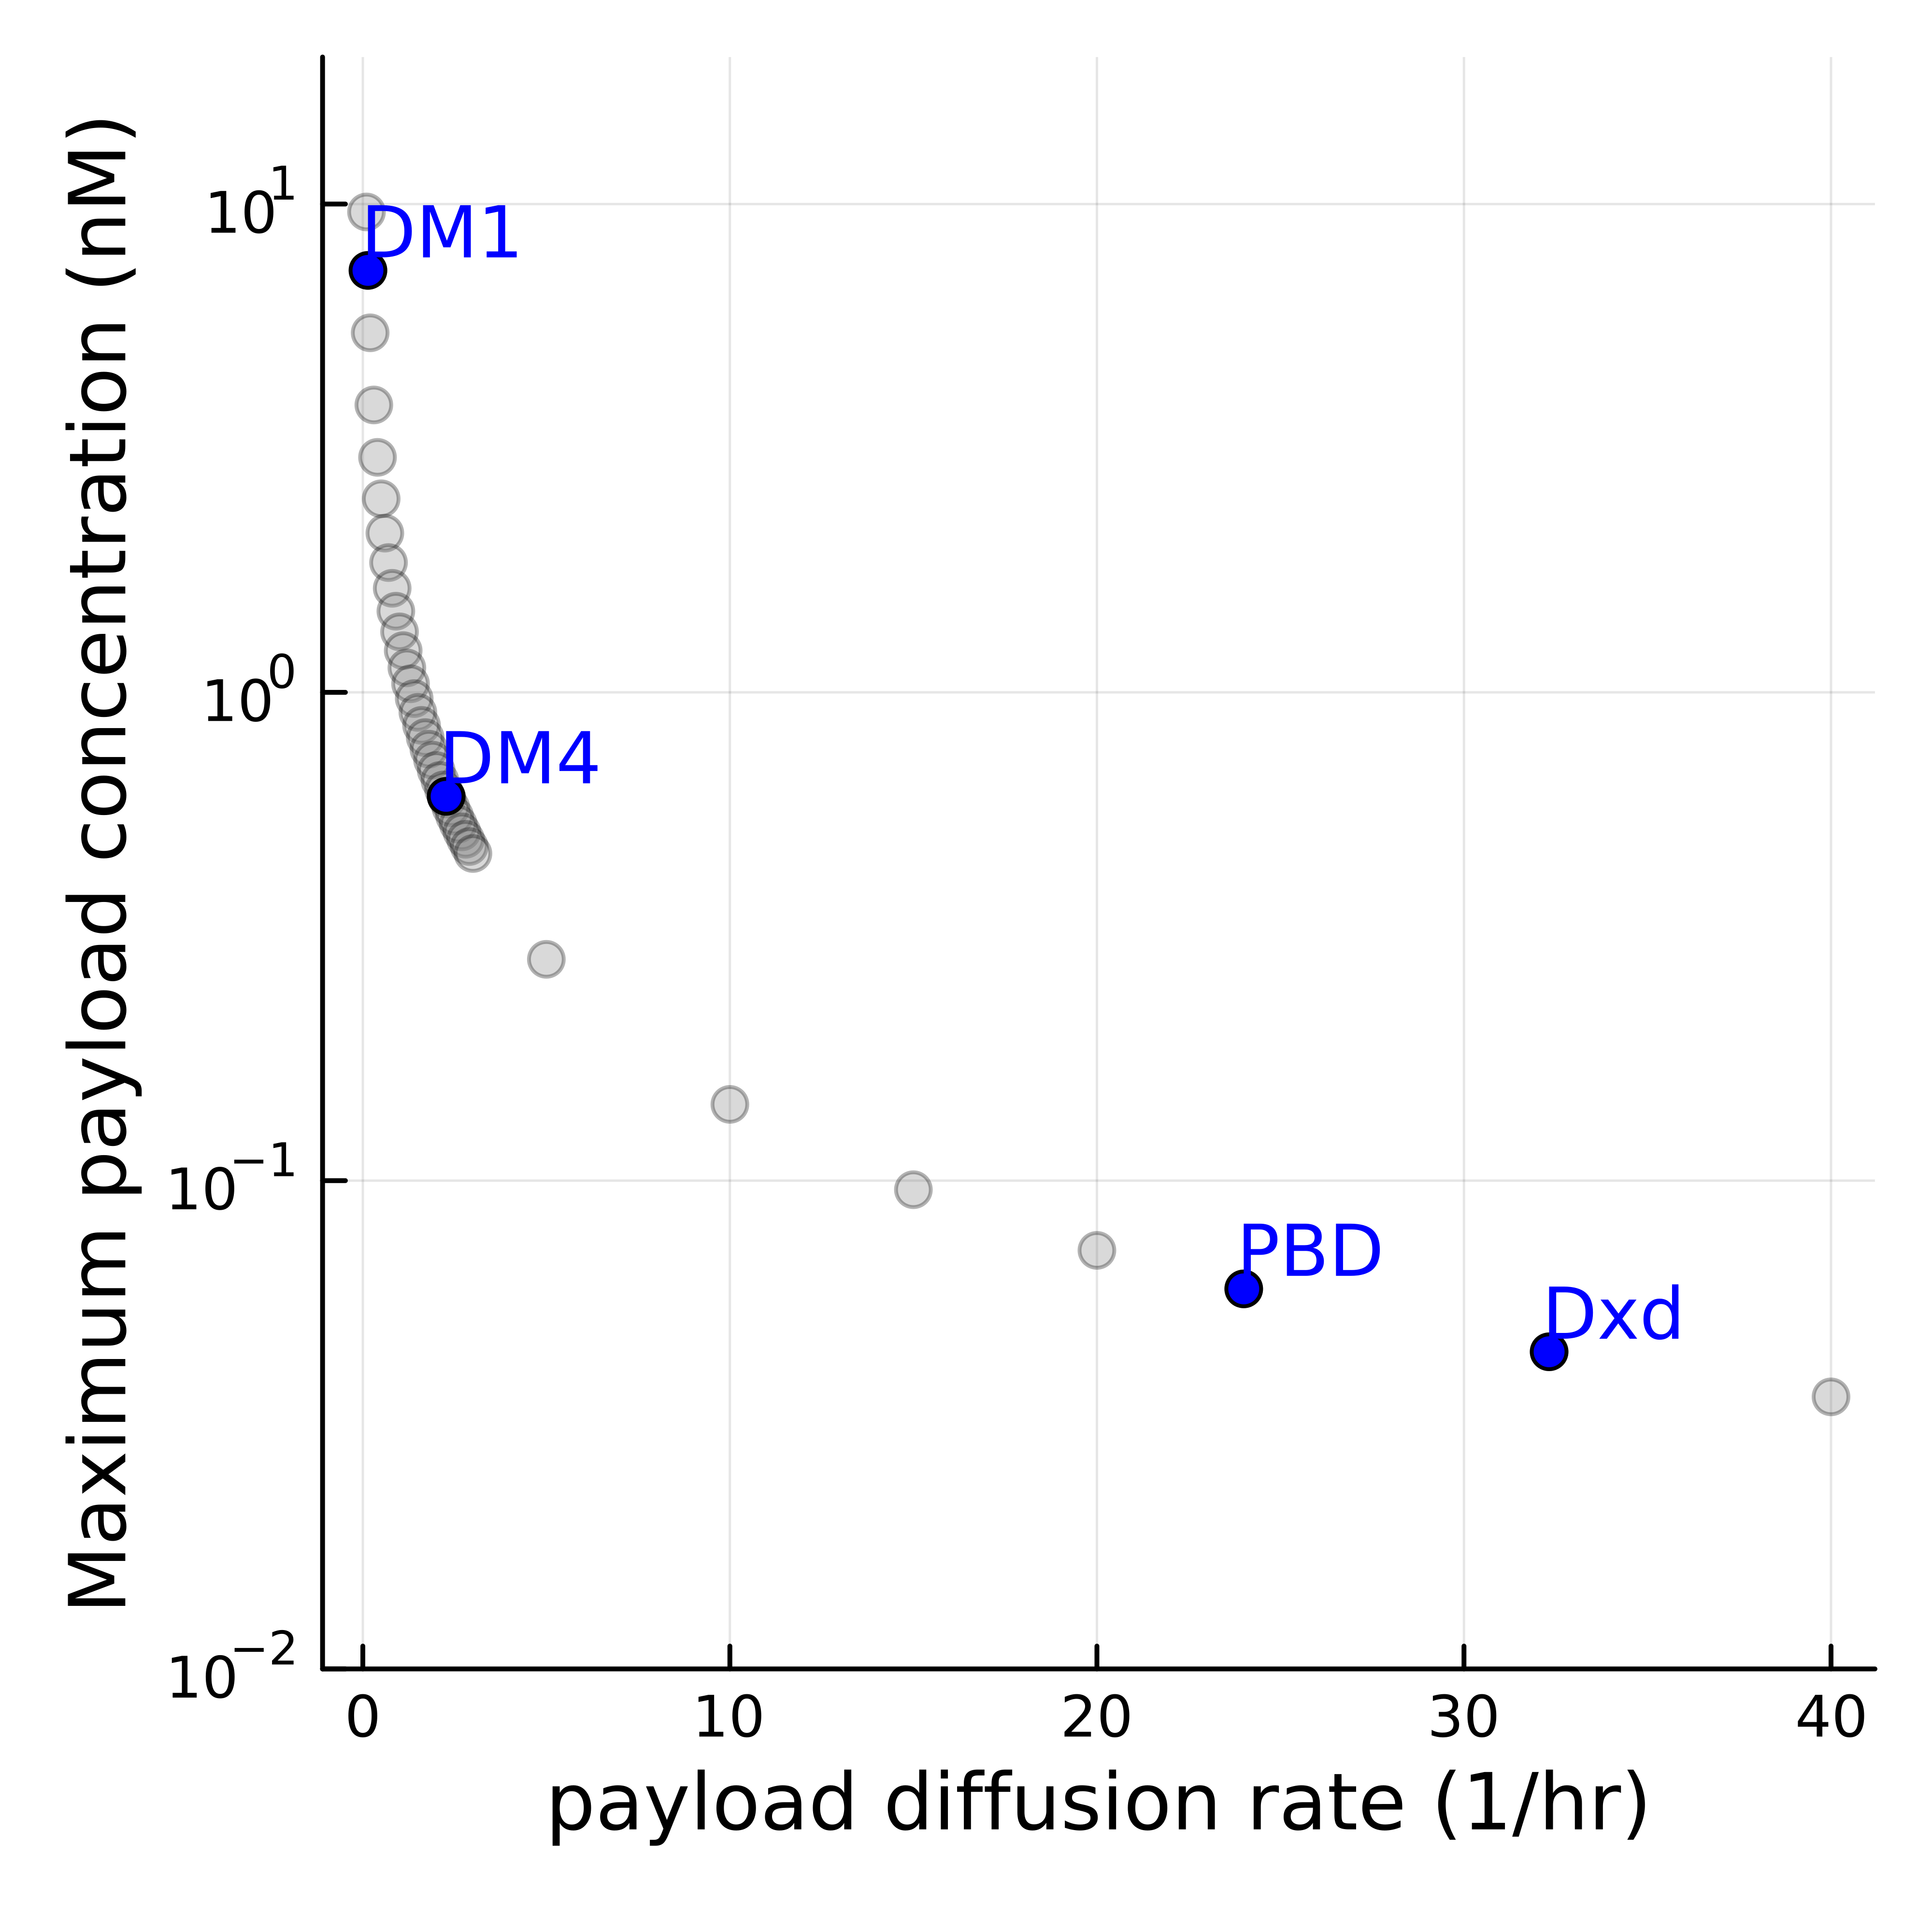 Maximum payload concentration (nM)
10^1
10^0
10^−1
10^−2
DM1
DM4
PBD
Dxd
0 10 20 30 40
payload diffusion rate (1/hr)